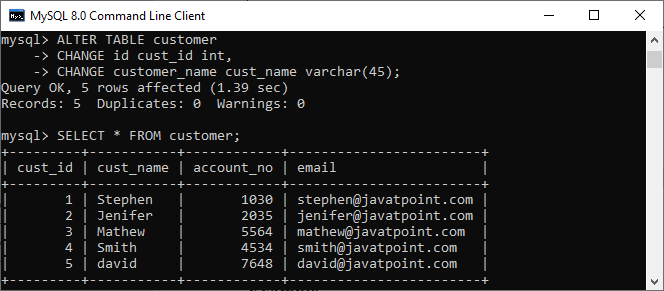 MySQL 8.0 Command Line Client
mysql> ALTER TABLE customer
    -> CHANGE id cust_id int,
    -> CHANGE customer_name cust_name varchar(45);
Query OK, 5 rows affected (1.39 sec)
Records: 5  Duplicates: 0  Warnings: 0

mysql> SELECT * FROM customer;
+---------+-----------+------------+------------------------+
| cust_id | cust_name | account_no | email                  |
+---------+-----------+------------+------------------------+
|       1 | Stephen   |       1030 | stephen@javatpoint.com |
|       2 | Jenifer   |       2035 | jenifer@javatpoint.com |
|       3 | Mathew    |       5564 | mathew@javatpoint.com  |
|       4 | Smith     |       4534 | smith@javatpoint.com   |
|       5 | david     |       7648 | david@javatpoint.com   |
+---------+-----------+------------+------------------------+